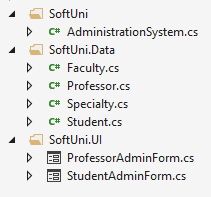 SoftUni
C# AdministrationSystem.cs
SoftUni.Data
C# Faculty.cs
C# Professor.cs
C# Specialty.cs
C# Student.cs
SoftUni.UI
ProfessorAdminForm.cs
StudentAdminForm.cs